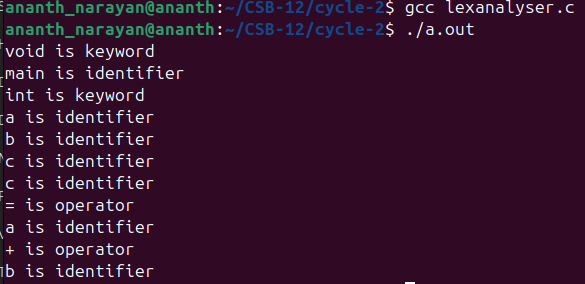 ananth_narayan@ananth:~/CSB-12/cycle-2$ gcc lexanalyser.c
ananth_narayan@ananth:~/CSB-12/cycle-2$ ./a.out
void is keyword
main is identifier
int is keyword
a is identifier
b is identifier
c is identifier
c is identifier
= is operator
a is identifier
+ is operator
b is identifier